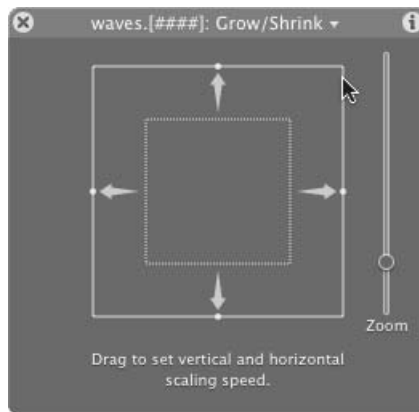 waves.[####]: Grow/Shrink
Zoom
Drag to set vertical and horizontal
scaling speed.